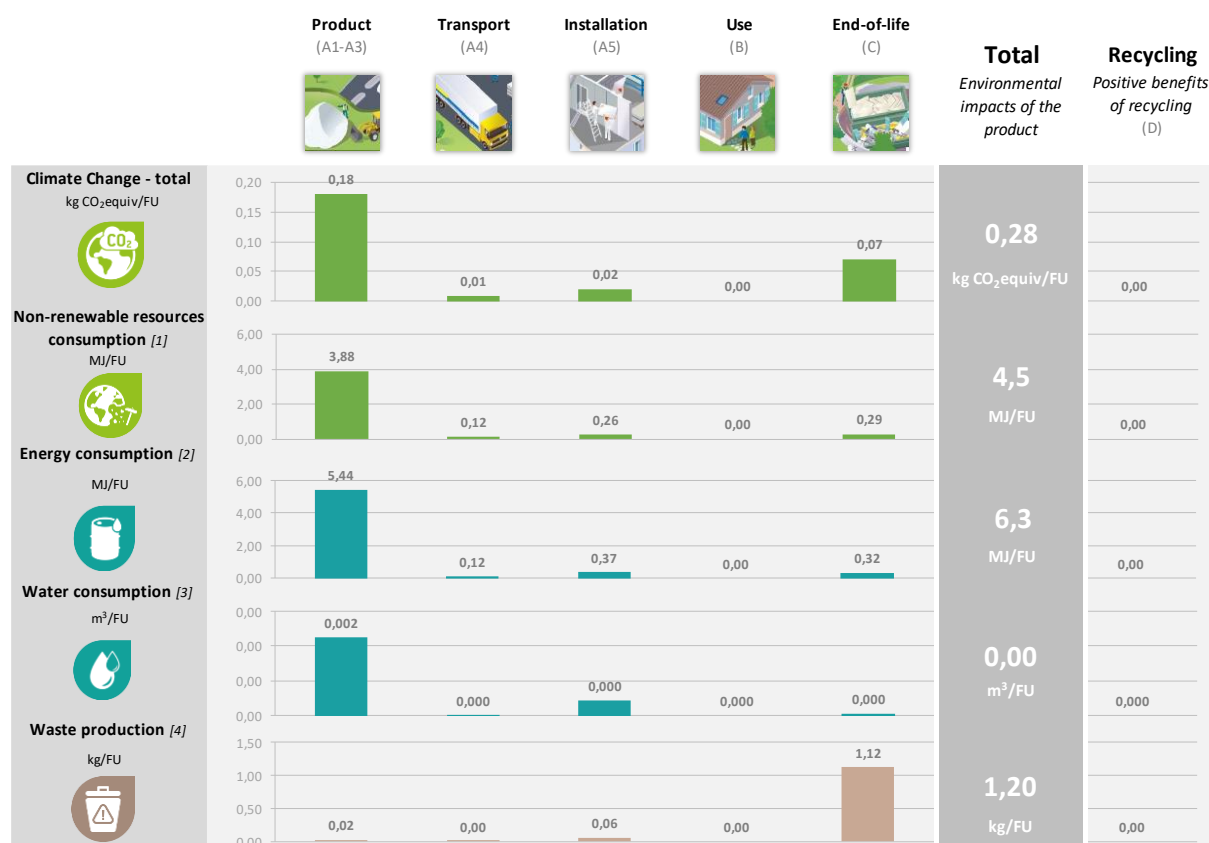 Product
(A1-A3)
Transport
(A4)
Installation
(A5)
Use
(B)
End-of-life
(C)
Total
Environmental
impacts of the
product
Recycling
Positive benefits
of recycling
(D)
Climate Change - total
kg CO₂equiv/FU
CO₂
0,20
0,15
0,10
0,05
0,00
0,18
0,01
0,02
0,00
0,07
0,28
kg CO₂equiv/FU
0,00
Non-renewable resources
consumption [1]
MJ/FU
6,00
4,00
2,00
0,00
3,88
0,12
0,26
0,00
0,29
4,5
MJ/FU
0,00
Energy consumption [2]
MJ/FU
6,00
4,00
2,00
0,00
5,44
0,12
0,37
0,00
0,32
6,3
MJ/FU
0,00
Water consumption [3]
m³/FU
0,00
0,00
0,00
0,00
0,002
0,000
0,000
0,000
0,000
0,00
m³/FU
0,000
Waste production [4]
kg/FU
1,50
1,00
0,50
0,00
0,02
0,00
0,06
0,00
1,12
1,20
kg/FU
0,00